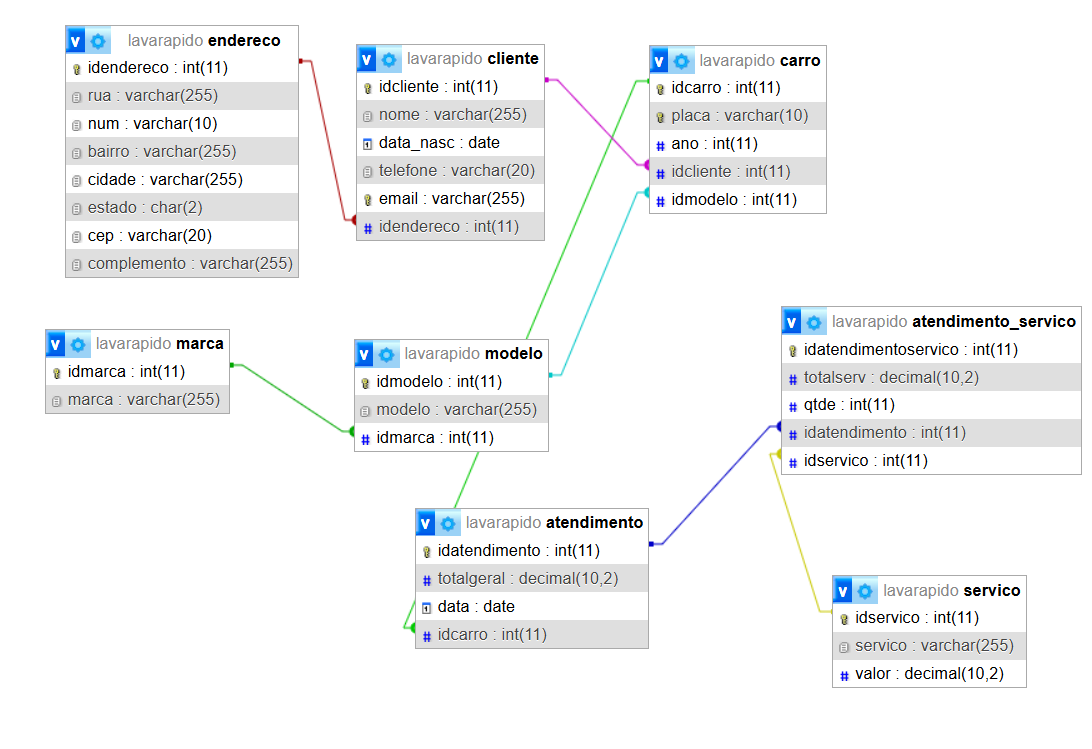 v lavarapido endereco
idendereco : int(11)
rua : varchar(255)
num : varchar(10)
bairro : varchar(255)
cidade : varchar(255)
estado : char(2)
cep : varchar(20)
complemento : varchar(255)
v lavarapido cliente
idcliente : int(11)
nome : varchar(255)
data_nasc : date
telefone : varchar(20)
email : varchar(255)
# idendereco : int(11)
v lavarapido carro
idcarro : int(11)
placa : varchar(10)
# ano : int(11)
# idcliente : int(11)
# idmodelo : int(11)
v lavarapido marca
idmarca : int(11)
marca : varchar(255)
v lavarapido modelo
idmodelo : int(11)
modelo : varchar(255)
# idmarca : int(11)
v lavarapido atendimento_servico
idatendimentoservico : int(11)
# totalserv : decimal(10,2)
# qtde : int(11)
# idatendimento : int(11)
# idservico : int(11)
v lavarapido atendimento
idatendimento : int(11)
# totalgeral : decimal(10,2)
data : date
# idcarro : int(11)
v lavarapido servico
idservico : int(11)
servico : varchar(255)
# valor : decimal(10,2)